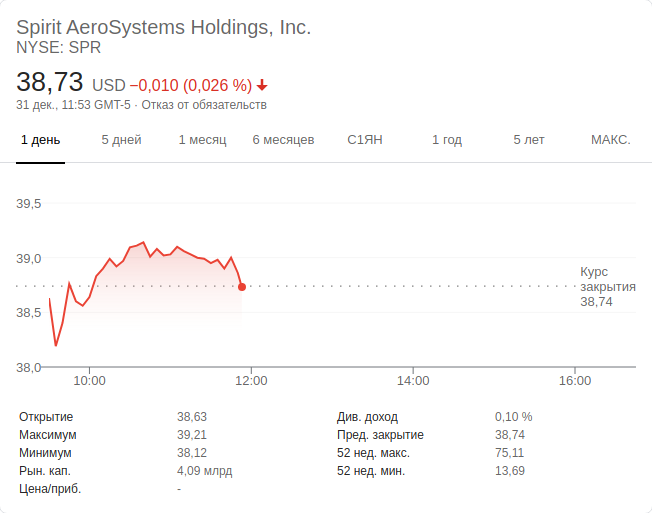 Spirit AeroSystems Holdings, Inc.
NYSE: SPR
38,73 USD −0,010 (0,026 %)
31 дек., 11:53 GMT-5 · Отказ от обязательств
1 день 5 дней 1 месяц 6 месяцев С1ЯН 1 год 5 лет МАКС.
39,5
39,0
38,5
38,0
Курс
закрытия
38,74
10:00 12:00 14:00 16:00
Открытие 38,63 Див. доход 0,10 %
Максимум 39,21 Пред. закрытие 38,74
Минимум 38,12 52 нед. макс. 75,11
Рын. кап. 4,09 млрд 52 нед. мин. 13,69
Цена/приб. -